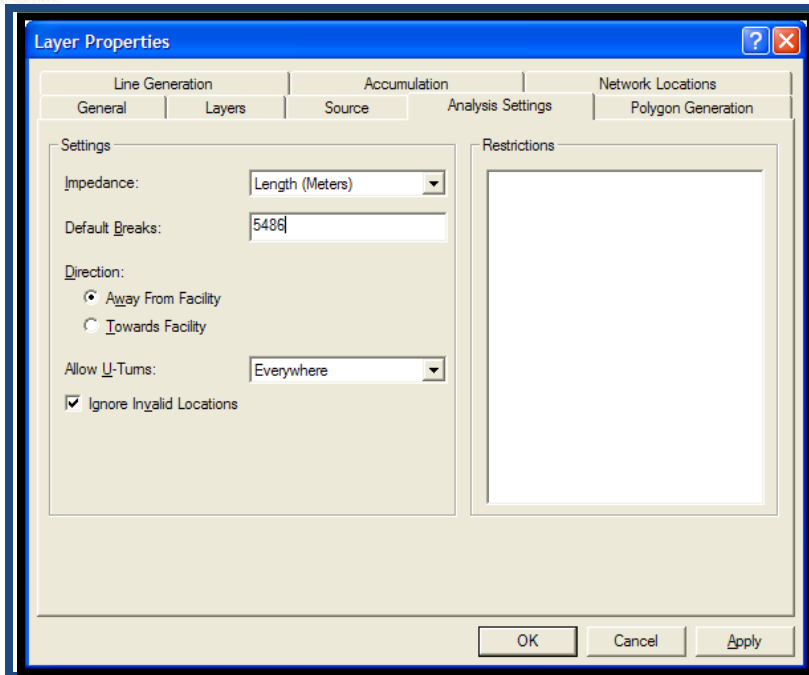 Layer Properties
Line Generation Accumulation Network Locations
General Layers Source Analysis Settings Polygon Generation
Settings
Impedance: Length (Meters)
Default Breaks: 5486
Direction:
Away From Facility
Towards Facility
Allow U-Turns: Everywhere
Ignore Invalid Locations
Restrictions
OK Cancel Apply